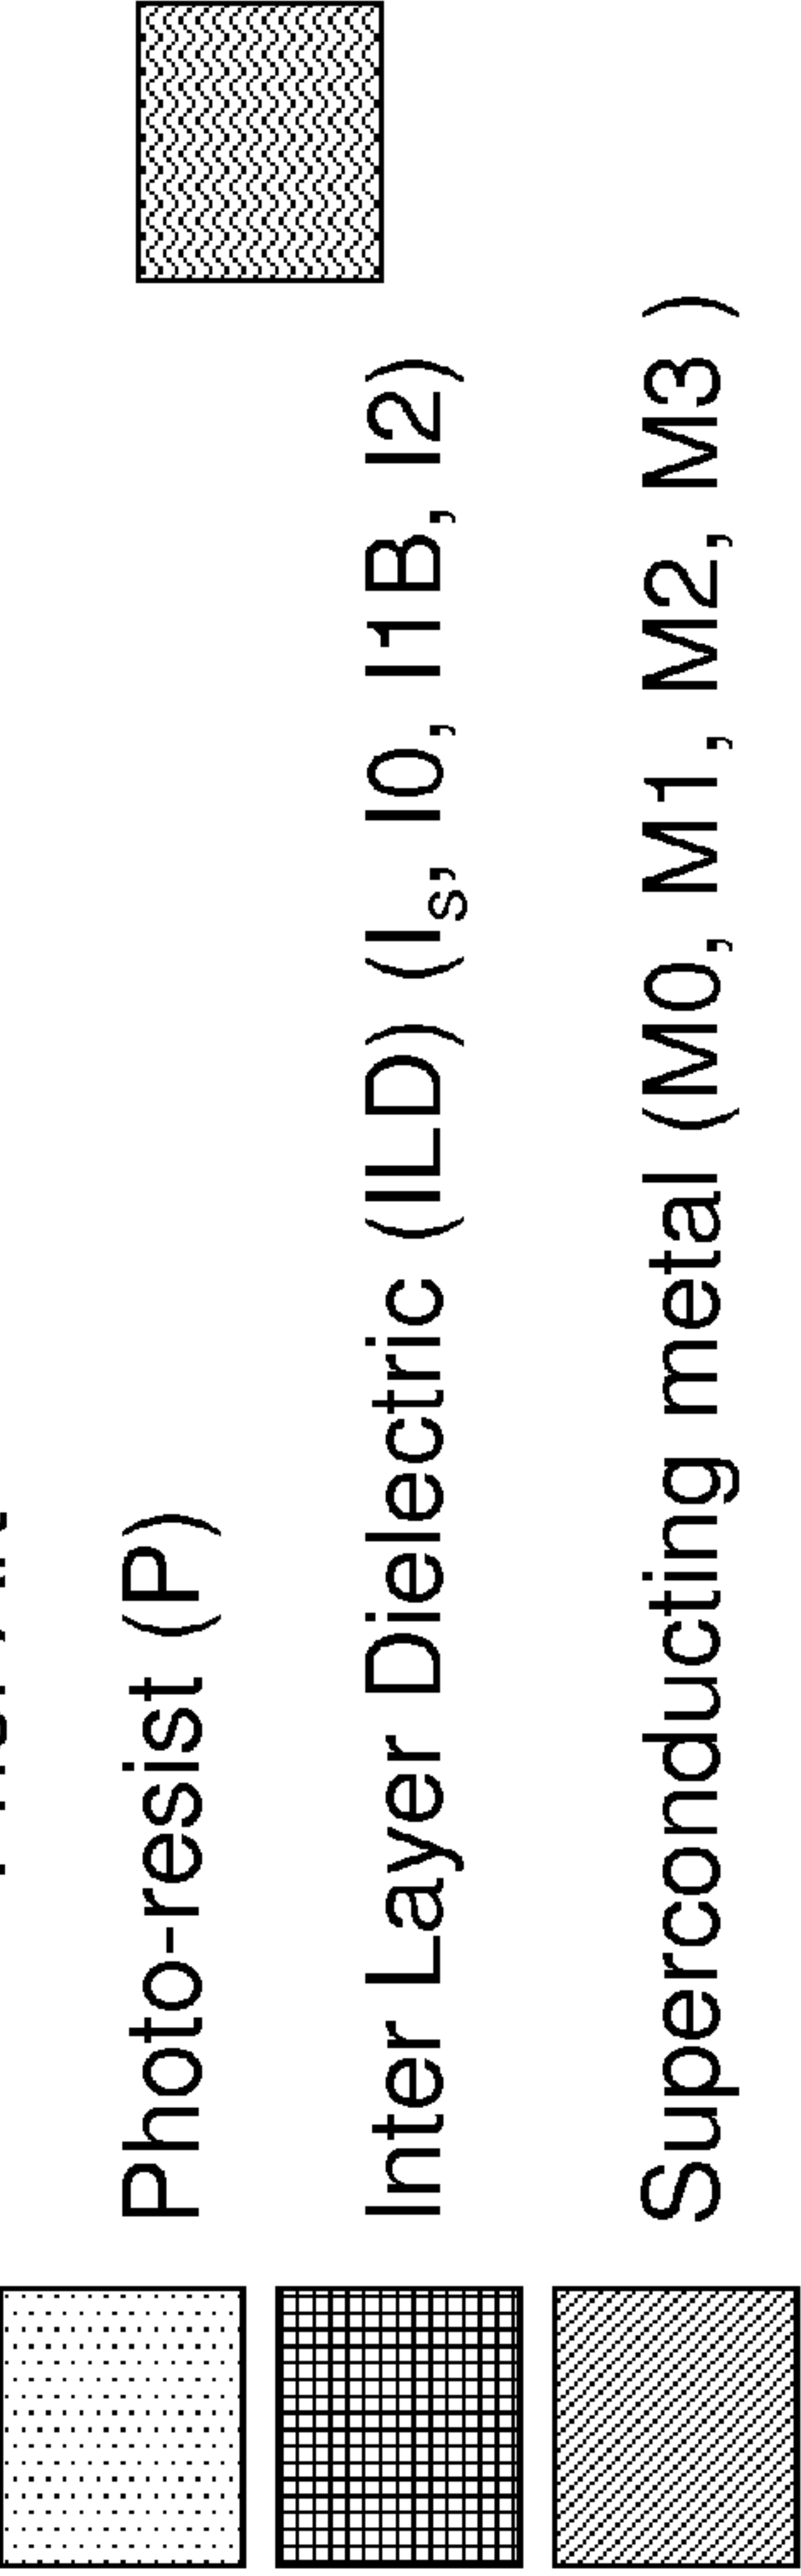 Photo-resist (P)
Inter Layer Dielectric (ILD) (Is, I0, I1B, I2)
Superconducting metal (M0, M1, M2, M3 )